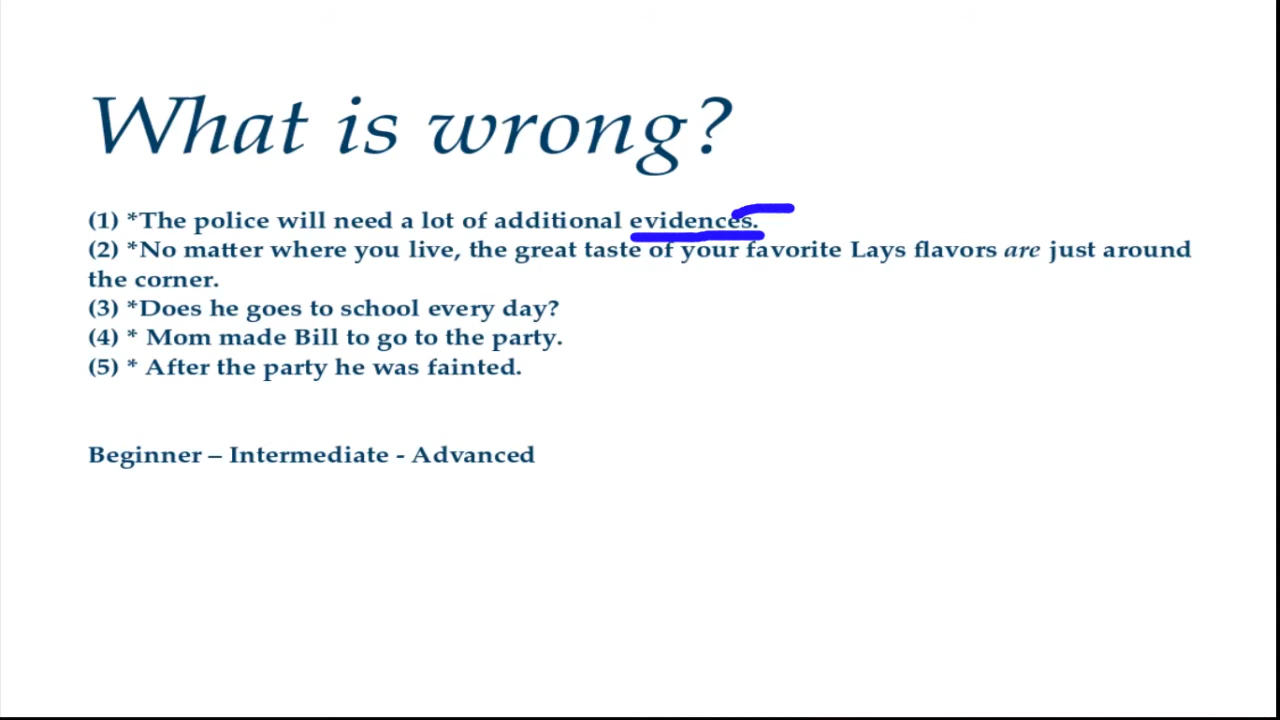 What is wrong?
(1) *The police will need a lot of additional evidences.
(2) *No matter where you live, the great taste of your favorite Lays flavors are just around
the corner.
(3) *Does he goes to school every day?
(4) * Mom made Bill to go to the party.
(5) * After the party he was fainted.
Beginner – Intermediate - Advanced